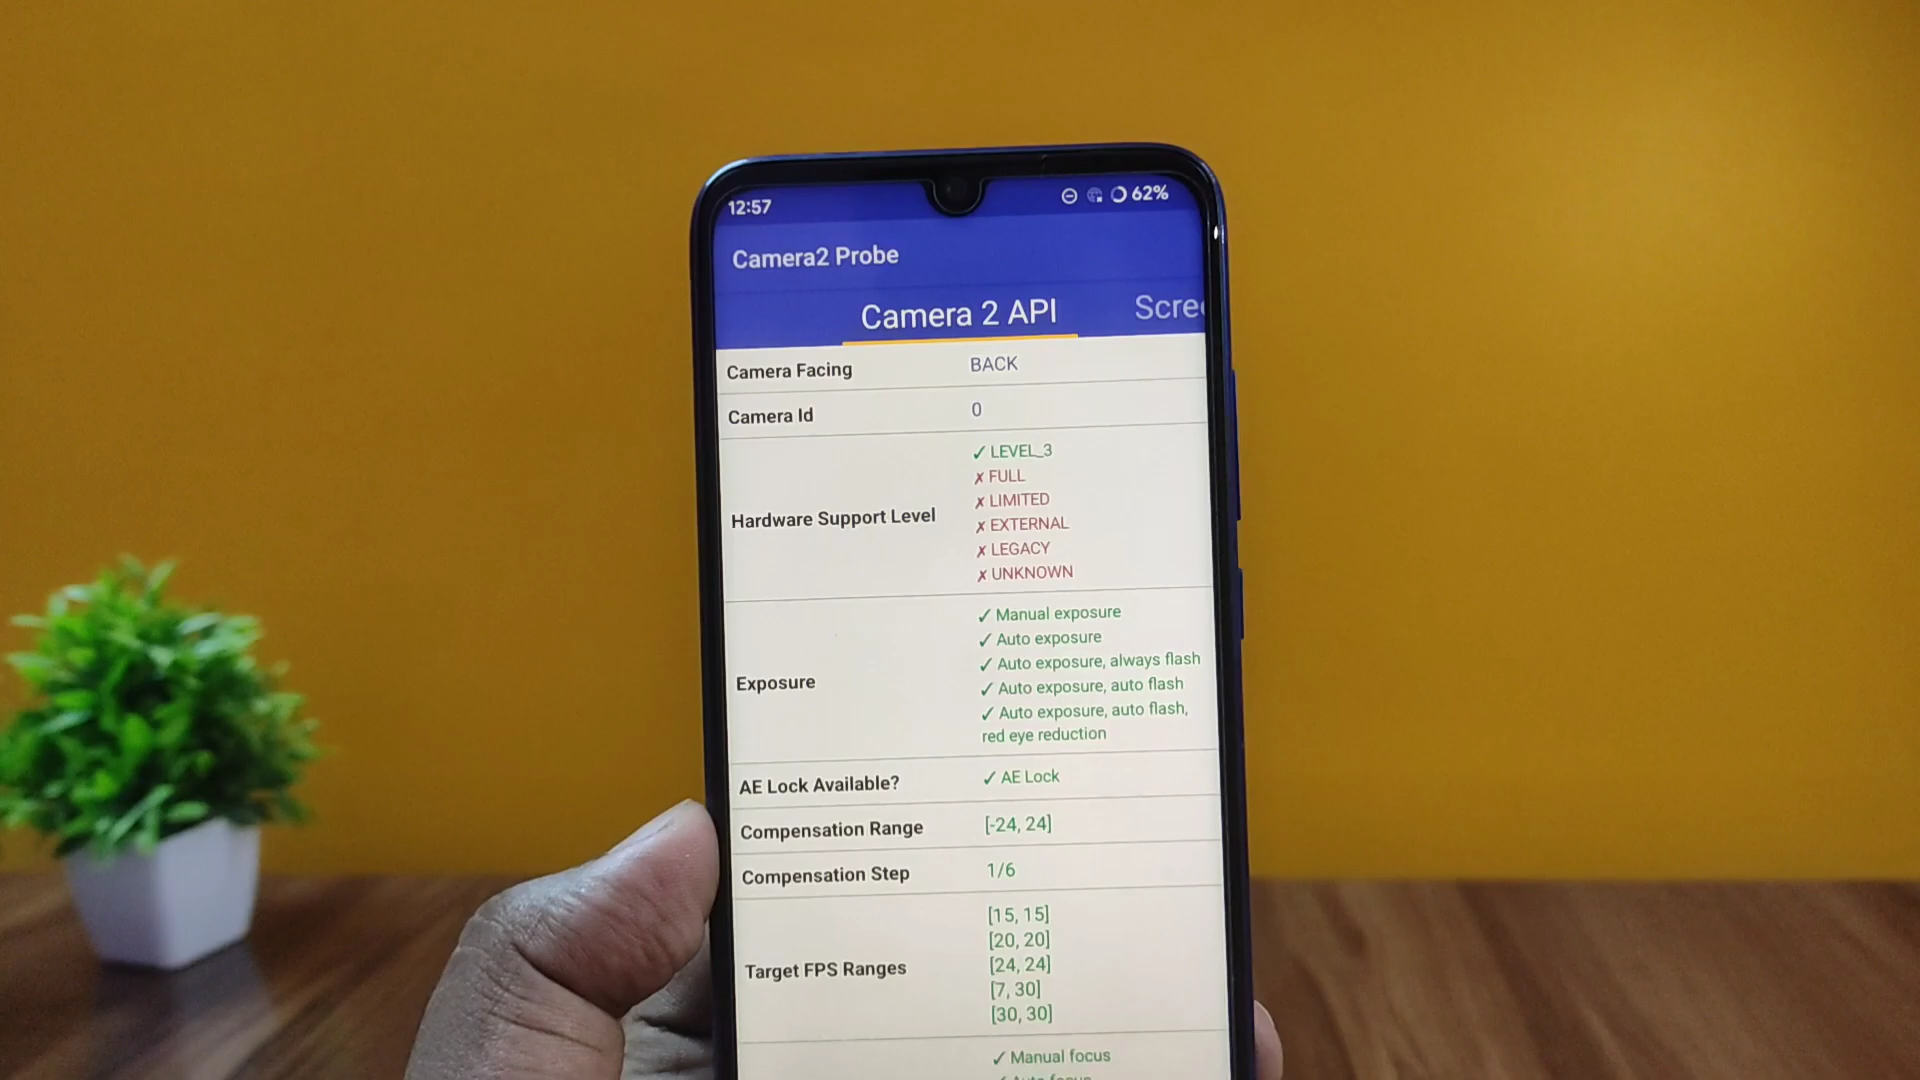 12:57
62%
Camera2 Probe
Camera 2 API
Scre
Camera Facing BACK
Camera Id 0
Hardware Support Level
✓ LEVEL_3
✗ FULL
✗ LIMITED
✗ EXTERNAL
✗ LEGACY
✗ UNKNOWN
Exposure
✓ Manual exposure
✓ Auto exposure
✓ Auto exposure, always flash
✓ Auto exposure, auto flash
✓ Auto exposure, auto flash,
red eye reduction
AE Lock Available? ✓ AE Lock
Compensation Range [-24, 24]
Compensation Step 1/6
Target FPS Ranges
[15, 15]
[20, 20]
[24, 24]
[7, 30]
[30, 30]
✓ Manual focus